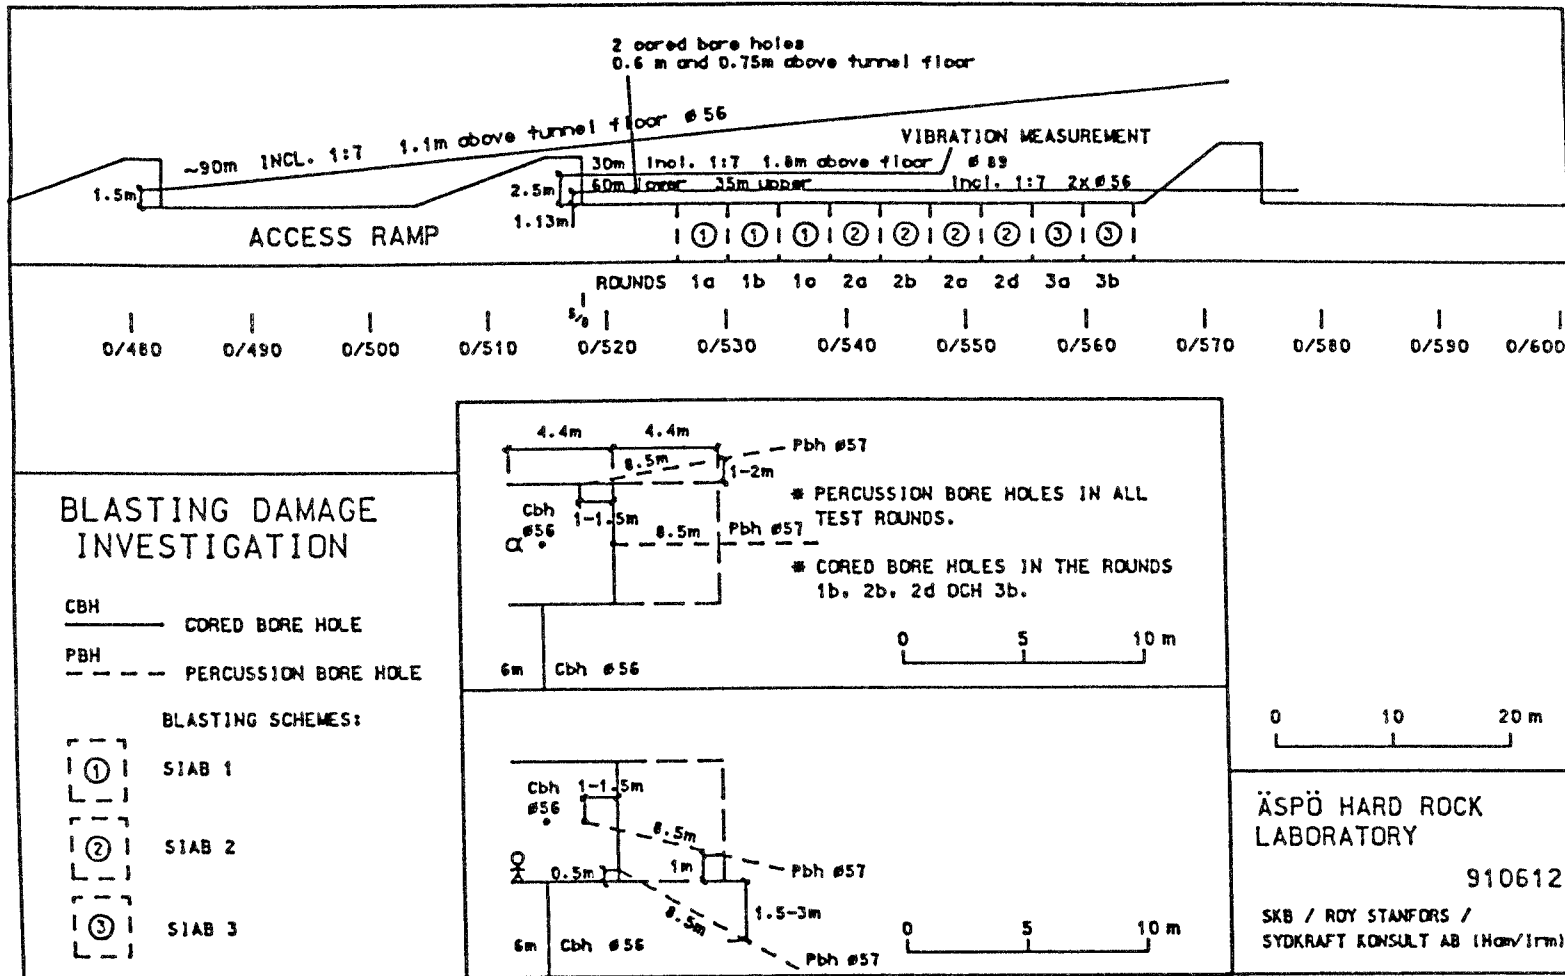 2 cored bore holes
0.6 m and 0.75m above tunnel floor
~90m INCL. 1:7 1.1m above tunnel floor ø56
VIBRATION MEASUREMENT
30m Incl. 1:7 1.8m above floor ø89
60m lower 35m upper Incl. 1:7 2xø56
1.5m
2.5m
1.13m
ACCESS RAMP
1 1 1 2 2 2 2 3 3
ROUNDS 1a 1b 1c 2a 2b 2c 2d 3a 3b
5/8
0/480 0/490 0/500 0/510 0/520 0/530 0/540 0/550 0/560 0/570 0/580 0/590 0/600
BLASTING DAMAGE
INVESTIGATION
CBH
CORED BORE HOLE
PBH
PERCUSSION BORE HOLE
BLASTING SCHEMES:
1 SIAB 1
2 SIAB 2
3 SIAB 3
4.4m 4.4m
8.5m
Pbh ø57
1-2m
Cbh
ø56
1-1.5m
8.5m
Pbh ø57
* PERCUSSION BORE HOLES IN ALL
TEST ROUNDS.
* CORED BORE HOLES IN THE ROUNDS
1b, 2b, 2d OCH 3b.
0 5 10 m
6m Cbh ø56
Cbh
ø56
1-1.5m
8.5m
1m
Pbh ø57
0.5m
8.5m
1.5-3m
6m Cbh ø56
Pbh ø57
0 5 10 m
0 10 20 m
ÄSPÖ HARD ROCK
LABORATORY
910612
SKB / ROY STANFORS /
SYDKRAFT KONSULT AB (Ham/Irm)